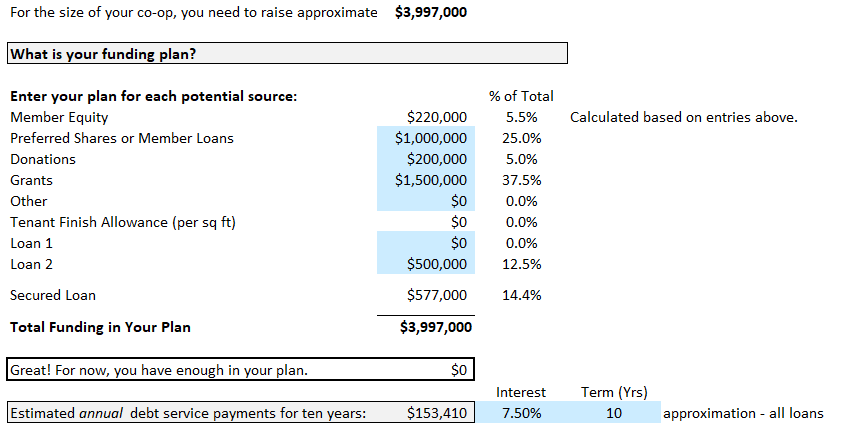 For the size of your co-op, you need to raise approximate $3,997,000
What is your funding plan?
Enter your plan for each potential source: % of Total
Member Equity $220,000 5.5% Calculated based on entries above.
Preferred Shares or Member Loans $1,000,000 25.0%
Donations $200,000 5.0%
Grants $1,500,000 37.5%
Other $0 0.0%
Tenant Finish Allowance (per sq ft) $0 0.0%
Loan 1 $0 0.0%
Loan 2 $500,000 12.5%
Secured Loan $577,000 14.4%
Total Funding in Your Plan $3,997,000
Great! For now, you have enough in your plan. $0
Interest Term (Yrs)
Estimated annual debt service payments for ten years: $153,410 7.50% 10 approximation - all loans